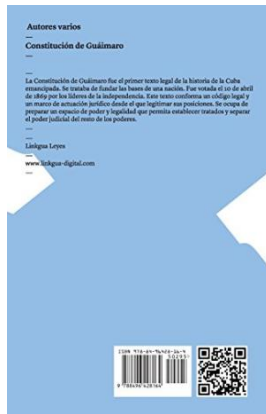 Autores varios
—
Constitución de Guáimaro
—
La Constitución de Guáimaro fue el primer texto legal de la historia de la Cuba
emancipada. Se trataba de fundar las bases de una nación. Fue votada el 10 de abril
de 1869 por los líderes de la independencia. Este texto conforma un código legal y
un marco de actuación jurídico desde el que legitimar sus posiciones. Se ocupa de
preparar un espacio de poder y legalidad que permita establecer tratados y separar
el poder judicial del resto de los poderes.
—
Linkgua Leyes
—
www.linkgua-digital.com
—